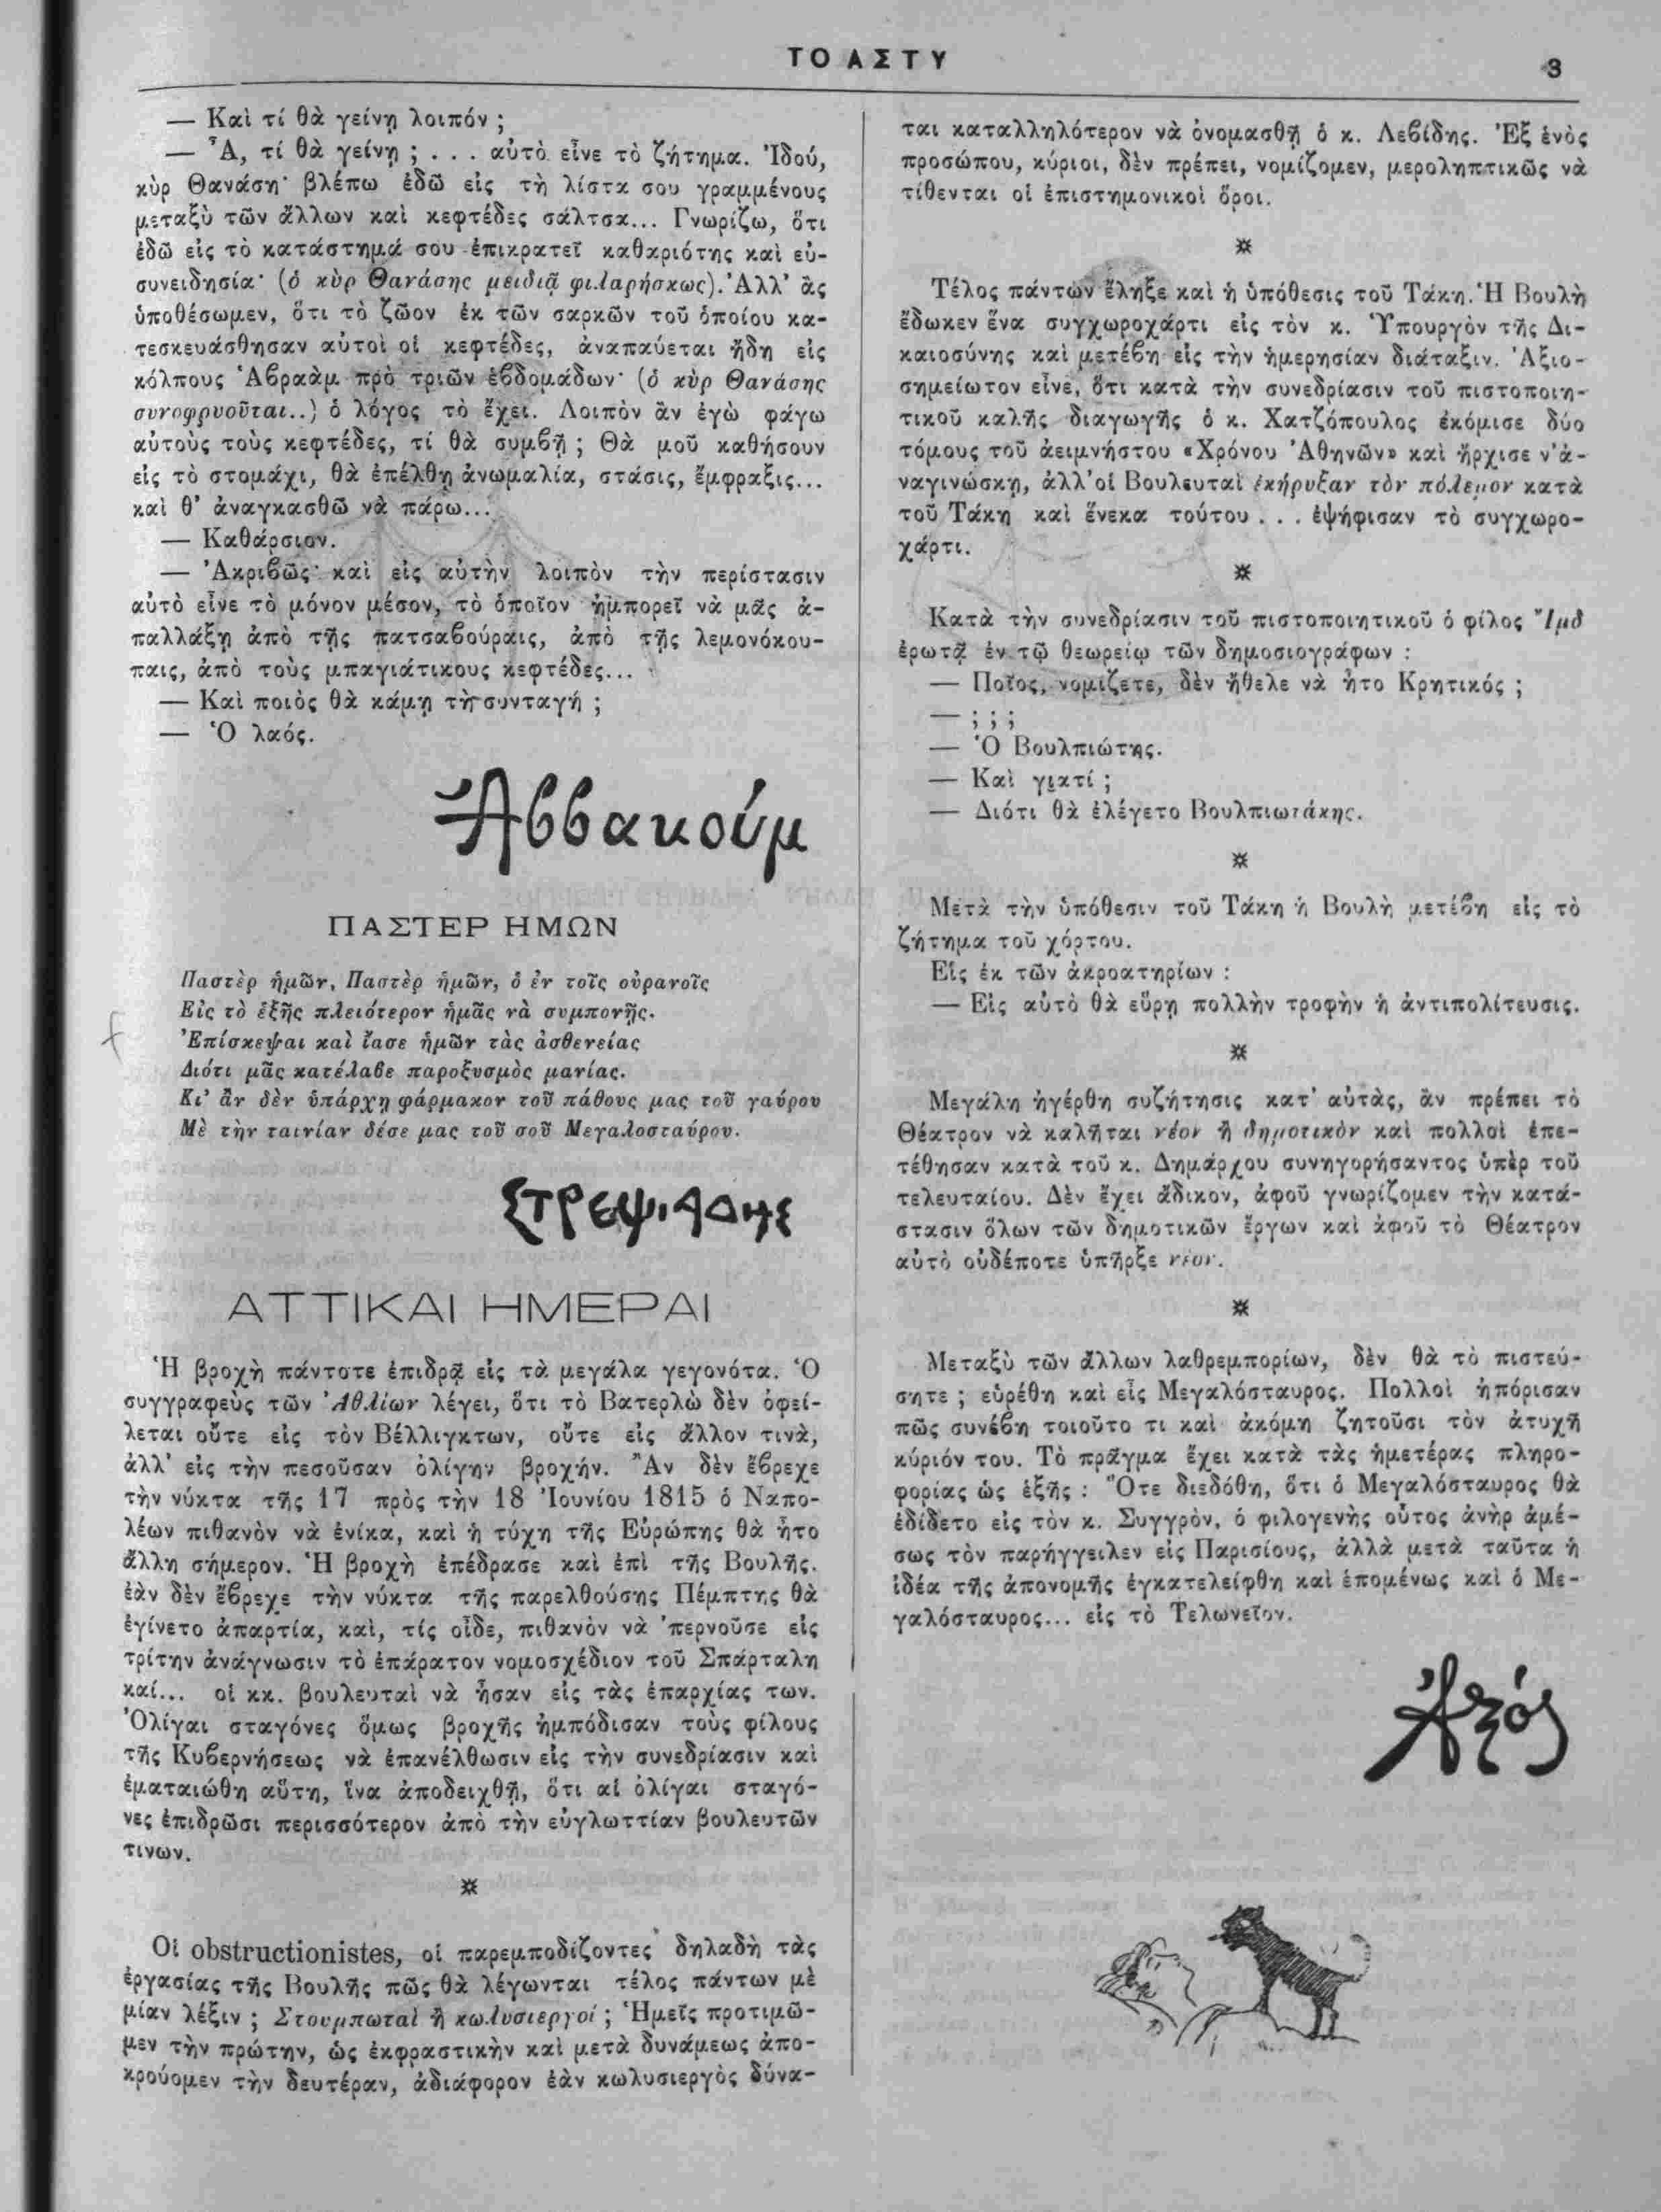 ΤΟ ΑΣΤΥ
3
— Καὶ τί θὰ γείνῃ λοιπόν ;
— Ἆ, τί θὰ γείνῃ ; . . . αὐτὸ εἶνε τὸ ζήτημα. Ἰδού,
κὺρ Θανάση· βλέπω ἐδῶ εἰς τὴ λίστα σου γραμμένους
μεταξὺ τῶν ἄλλων καὶ κεφτέδες σάλτσα... Γνωρίζω, ὅτι
ἐδῶ εἰς τὸ κατάστημά σου ἐπικρατεῖ καθαριότης καὶ εὐ-
συνειδησία· (ὁ κὺρ Θανάσης μειδιᾷ φιλαρήσκως). Ἀλλ' ἂς
ὑποθέσωμεν, ὅτι τὸ ζῶον ἐκ τῶν σαρκῶν τοῦ ὁποίου κα-
τεσκευάσθησαν αὐτοὶ οἱ κεφτέδες, ἀναπαύεται ἤδη εἰς
κόλπους Ἀβραὰμ πρὸ τριῶν ἑβδομάδων· (ὁ κὺρ Θανάσης
συνοφρυοῦται..) ὁ λόγος τὸ ἔχει. Λοιπὸν ἂν ἐγὼ φάγω
αὐτοὺς τοὺς κεφτέδες, τί θὰ συμβῇ ; Θὰ μοῦ καθήσουν
εἰς τὸ στομάχι, θὰ ἐπέλθῃ ἀνωμαλία, στάσις, ἔμφραξις...
καὶ θ' ἀναγκασθῶ νὰ πάρω...
— Καθάρσιον.
— Ἀκριβῶς· καὶ εἰς αὐτὴν λοιπὸν τὴν περίστασιν
αὐτὸ εἶνε τὸ μόνον μέσον, τὸ ὁποῖον ἠμπορεῖ νὰ μᾶς ἀ-
παλλάξῃ ἀπὸ τῇς πατσαβούραις, ἀπὸ τῇς λεμονόκου-
παις, ἀπὸ τοὺς μπαγιάτικους κεφτέδες...
— Καὶ ποιὸς θὰ κάμῃ τὴ συνταγή ;
— Ὁ λαός.
Ἀββακούμ
ΠΑΣΤΕΡ ΗΜΩΝ
Παστὲρ ἡμῶν, Παστὲρ ἡμῶν, ὁ ἐν τοῖς οὐρανοῖς
Εἰς τὸ ἑξῆς πλειότερον ἡμᾶς νὰ συμπονῇς.
Ἐπίσκεψαι καὶ ἴασε ἡμῶν τὰς ἀσθενείας
Διότι μᾶς κατέλαβε παροξυσμὸς μανίας.
Κι' ἂν δὲν ὑπάρχῃ φάρμακον τοῦ πάθους μας τοῦ γαύρου
Μὲ τὴν ταινίαν δέσε μας τοῦ σοῦ Μεγαλοσταύρου.
ΣΤΡΕΨΙΑΔΗΣ
ΑΤΤΙΚΑΙ ΗΜΕΡΑΙ
Ἡ βροχὴ πάντοτε ἐπιδρᾷ εἰς τὰ μεγάλα γεγονότα. Ὁ
συγγραφεὺς τῶν Ἀθλίων λέγει, ὅτι τὸ Βατερλὼ δὲν ὀφεί-
λεται οὔτε εἰς τὸν Βέλλιγκτων, οὔτε εἰς ἄλλον τινὰ,
ἀλλ' εἰς τὴν πεσοῦσαν ὀλίγην βροχήν. Ἂν δὲν ἔβρεχε
τὴν νύκτα τῆς 17 πρὸς τὴν 18 Ἰουνίου 1815 ὁ Ναπο-
λέων πιθανὸν νὰ ἐνίκα, καὶ ἡ τύχη τῆς Εὐρώπης θὰ ἦτο
ἄλλη σήμερον. Ἡ βροχὴ ἐπέδρασε καὶ ἐπὶ τῆς Βουλῆς.
ἐὰν δὲν ἔβρεχε τὴν νύκτα τῆς παρελθούσης Πέμπτης θὰ
ἐγίνετο ἀπαρτία, καὶ, τίς οἶδε, πιθανὸν νὰ 'περνοῦσε εἰς
τρίτην ἀνάγνωσιν τὸ ἐπάρατον νομοσχέδιον τοῦ Σπάρταλη
καί... οἱ κκ. βουλευταὶ νὰ ἦσαν εἰς τὰς ἐπαρχίας των.
Ὀλίγαι σταγόνες ὅμως βροχῆς ἠμπόδισαν τοὺς φίλους
τῆς Κυβερνήσεως νὰ ἐπανέλθωσιν εἰς τὴν συνεδρίασιν καὶ
ἐματαιώθη αὕτη, ἵνα ἀποδειχθῇ, ὅτι αἱ ὀλίγαι σταγό-
νες ἐπιδρῶσι περισσότερον ἀπὸ τὴν εὐγλωττίαν βουλευτῶν
τινων.
Οἱ obstructionistes, οἱ παρεμποδίζοντες δηλαδὴ τὰς
ἐργασίας τῆς Βουλῆς πῶς θὰ λέγωνται τέλος πάντων μὲ
μίαν λέξιν ; Στουμπωταὶ ἢ κωλυσιεργοί ; Ἡμεῖς προτιμῶ-
μεν τὴν πρώτην, ὡς ἐκφραστικὴν καὶ μετὰ δυνάμεως ἀπο-
κρούομεν τὴν δευτέραν, ἀδιάφορον ἐὰν κωλυσιεργὸς δύνα-
ται καταλληλότερον νὰ ὀνομασθῇ ὁ κ. Λεβίδης. Ἐξ ἑνὸς
προσώπου, κύριοι, δὲν πρέπει, νομίζομεν, μεροληπτικῶς νὰ
τίθενται οἱ ἐπιστημονικοὶ ὅροι.
Τέλος πάντων ἔληξε καὶ ἡ ὑπόθεσις τοῦ Τάκη. Ἡ Βουλὴ
ἔδωκεν ἕνα συγχωροχάρτι εἰς τὸν κ. Ὑπουργὸν τῆς Δι-
καιοσύνης καὶ μετέβη εἰς τὴν ἡμερησίαν διάταξιν. Ἀξιο-
σημείωτον εἶνε, ὅτι κατὰ τὴν συνεδρίασιν τοῦ πιστοποιη-
τικοῦ καλῆς διαγωγῆς ὁ κ. Χατζόπουλος ἐκόμισε δύο
τόμους τοῦ ἀειμνήστου «Χρόνου Ἀθηνῶν» καὶ ἤρχισε ν' ἀ-
ναγινώσκῃ, ἀλλ' οἱ Βουλευταὶ ἐκήρυξαν τὸν πόλεμον κατὰ
τοῦ Τάκη καὶ ἕνεκα τούτου . . . ἐψήφισαν τὸ συγχωρο-
χάρτι.
Κατὰ τὴν συνεδρίασιν τοῦ πιστοποιητικοῦ ὁ φίλος Ἴμδ
ἐρωτᾷ ἐν τῷ θεωρείῳ τῶν δημοσιογράφων :
— Ποῖος, νομίζετε, δὲν ἤθελε νὰ ἦτο Κρητικός ;
— ; ; ;
— Ὁ Βουλπιώτης.
— Καὶ γιατί ;
— Διότι θὰ ἐλέγετο Βουλπιωτάκης.
Μετὰ τὴν ὑπόθεσιν τοῦ Τάκη ἡ Βουλὴ μετέβη εἰς τὸ
ζήτημα τοῦ χόρτου.
Εἷς ἐκ τῶν ἀκροατηρίων :
— Εἰς αὐτὸ θὰ εὕρῃ πολλὴν τροφὴν ἡ ἀντιπολίτευσις.
Μεγάλη ἠγέρθη συζήτησις κατ' αὐτὰς, ἂν πρέπει τὸ
Θέατρον νὰ καλῆται νέον ἢ δημοτικὸν καὶ πολλοὶ ἐπε-
τέθησαν κατὰ τοῦ κ. Δημάρχου συνηγορήσαντος ὑπὲρ τοῦ
τελευταίου. Δὲν ἔχει ἄδικον, ἀφοῦ γνωρίζομεν τὴν κατά-
στασιν ὅλων τῶν δημοτικῶν ἔργων καὶ ἀφοῦ τὸ Θέατρον
αὐτὸ οὐδέποτε ὑπῆρξε νέον.
Μεταξὺ τῶν ἄλλων λαθρεμπορίων, δὲν θὰ τὸ πιστεύ-
σητε ; εὑρέθη καὶ εἷς Μεγαλόσταυρος. Πολλοὶ ἠπόρισαν
πῶς συνέβη τοιοῦτο τι καὶ ἀκόμη ζητοῦσι τὸν ἀτυχῆ
κύριόν του. Τὸ πρᾶγμα ἔχει κατὰ τὰς ἡμετέρας πληρο-
φορίας ὡς ἑξῆς : Ὅτε διεδόθη, ὅτι ὁ Μεγαλόσταυρος θὰ
ἐδίδετο εἰς τὸν κ. Συγγρὸν, ὁ φιλογενὴς οὗτος ἀνὴρ ἀμέ-
σως τὸν παρήγγειλεν εἰς Παρισίους, ἀλλὰ μετὰ ταῦτα ἡ
ἰδέα τῆς ἀπονομῆς ἐγκατελείφθη καὶ ἑπομένως καὶ ὁ Με-
γαλόσταυρος... εἰς τὸ Τελωνεῖον.